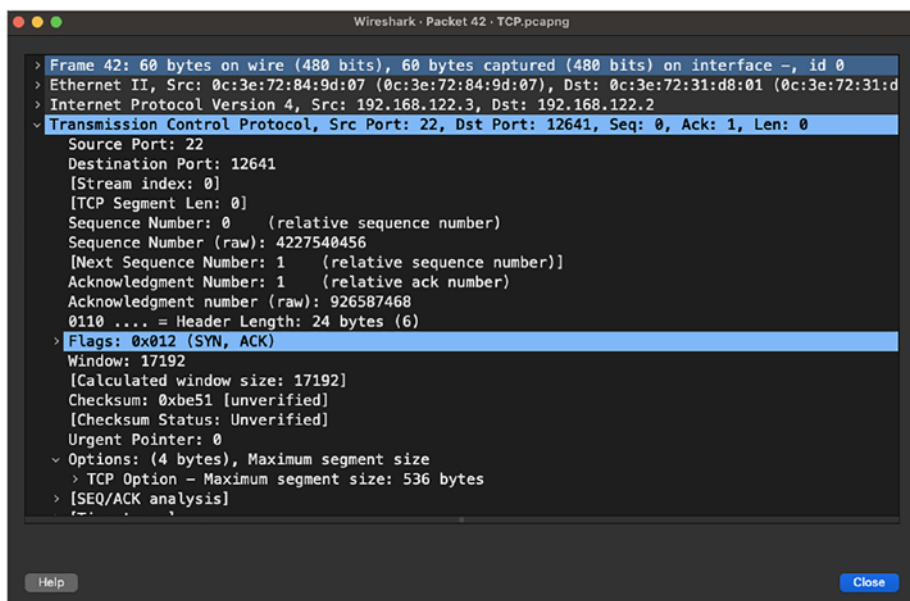 Wireshark · Packet 42 · TCP.pcapng
Frame 42: 60 bytes on wire (480 bits), 60 bytes captured (480 bits) on interface -, id 0
Ethernet II, Src: 0c:3e:72:84:9d:07 (0c:3e:72:84:9d:07), Dst: 0c:3e:72:31:d8:01 (0c:3e:72:31:d
Internet Protocol Version 4, Src: 192.168.122.3, Dst: 192.168.122.2
Transmission Control Protocol, Src Port: 22, Dst Port: 12641, Seq: 0, Ack: 1, Len: 0
Source Port: 22
Destination Port: 12641
[Stream index: 0]
[TCP Segment Len: 0]
Sequence Number: 0 (relative sequence number)
Sequence Number (raw): 4227540456
[Next Sequence Number: 1 (relative sequence number)]
Acknowledgment Number: 1 (relative ack number)
Acknowledgment number (raw): 926587468
0110 .... = Header Length: 24 bytes (6)
Flags: 0x012 (SYN, ACK)
Window: 17192
[Calculated window size: 17192]
Checksum: 0xbe51 [unverified]
[Checksum Status: Unverified]
Urgent Pointer: 0
Options: (4 bytes), Maximum segment size
TCP Option – Maximum segment size: 536 bytes
[SEQ/ACK analysis]
Help
Close